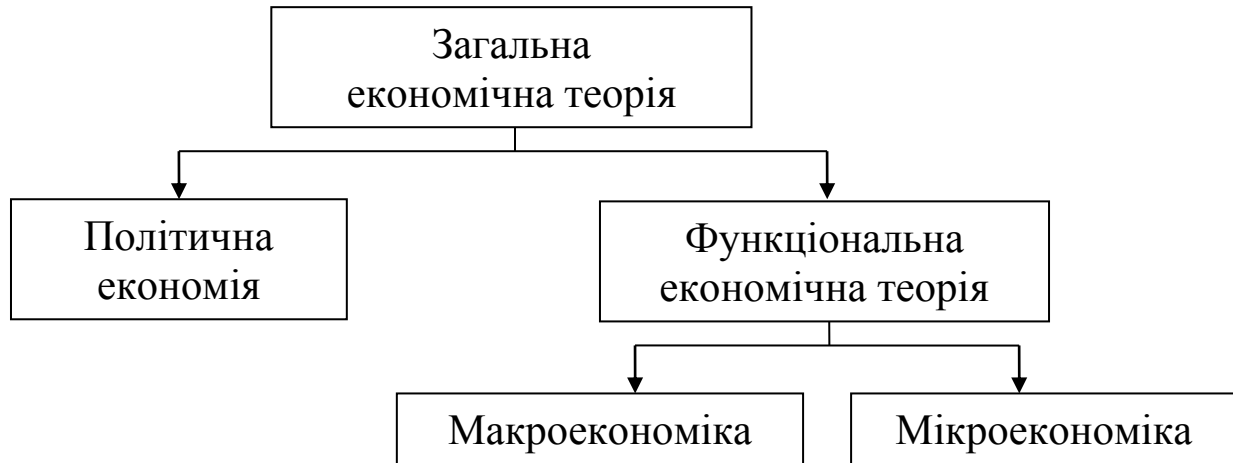 Загальна
економічна теорія
Політична
економія
Функціональна
економічна теорія
Макроекономіка
Мікроекономіка